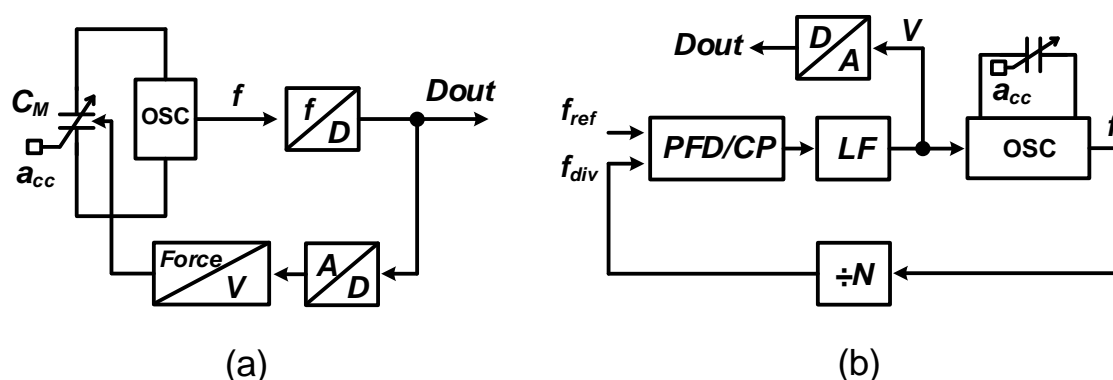 C_M
a_cc
OSC
f
f
D
Dout
Force
V
A
D
(a)
Dout
D
A
V
a_cc
f_ref
f_div
PFD/CP
LF
OSC
f
÷N
(b)